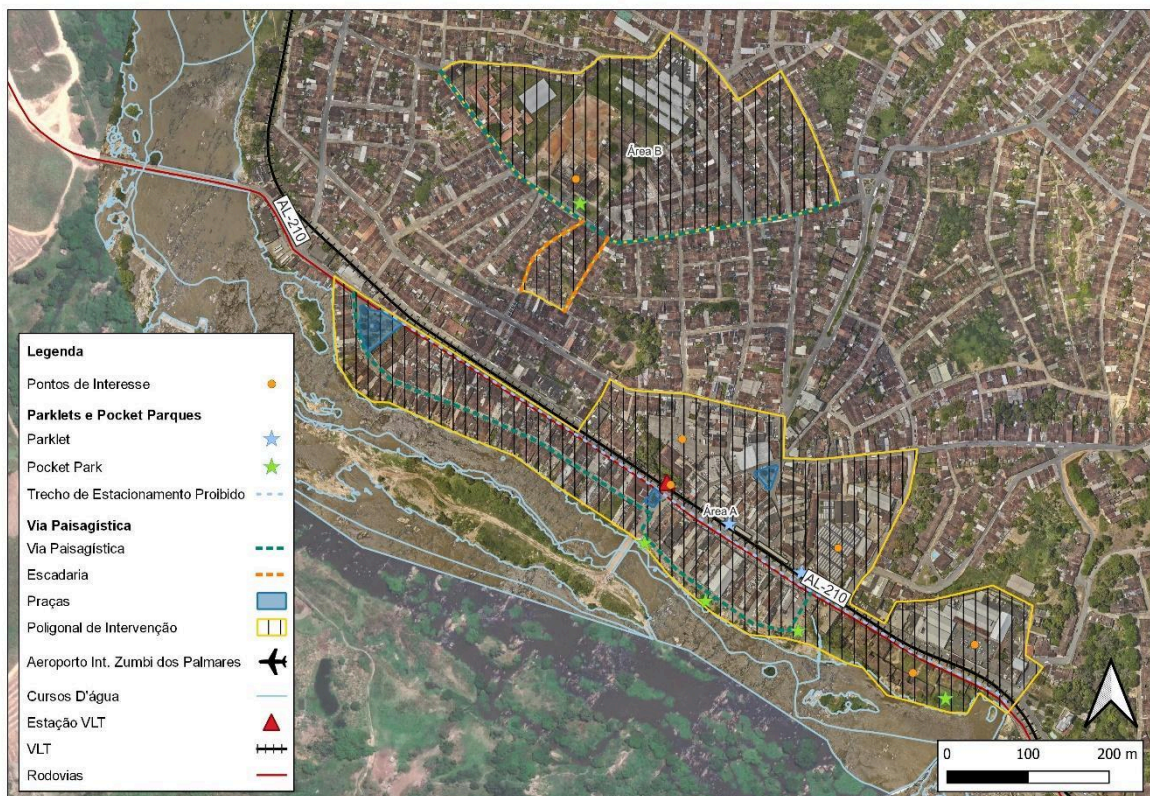 Área B
AL-210
Legenda
Pontos de Interesse
Parklets e Pocket Parques
Parklet
Pocket Park
Trecho de Estacionamento Proibido
Via Paisagística
Via Paisagística
Escadaria
Praças
Poligonal de Intervenção
Aeroporto Int. Zumbi dos Palmares
Cursos D'água
Estação VLT
VLT
Rodovias
Área A
AL-210
0 100 200 m